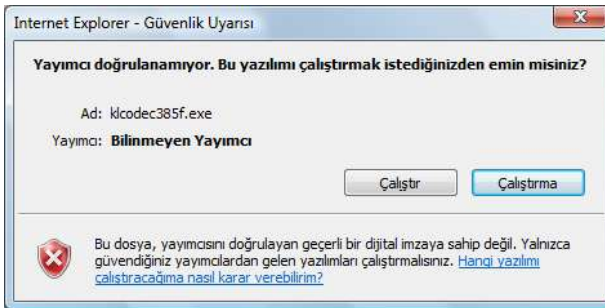 Internet Explorer - Güvenlik Uyarısı
Yayımcı doğrulanamıyor. Bu yazılımı çalıştırmak istediğinizden emin misiniz?
Ad: klcodec385f.exe
Yayımcı: Bilinmeyen Yayımcı
Çalıştır Çalıştırma
Bu dosya, yayımcısını doğrulayan geçerli bir dijital imzaya sahip değil. Yalnızca
güvendiğiniz yayımcılardan gelen yazılımları çalıştırmalısınız. Hangi yazılımı
çalıştıracağıma nasıl karar verebilirim?